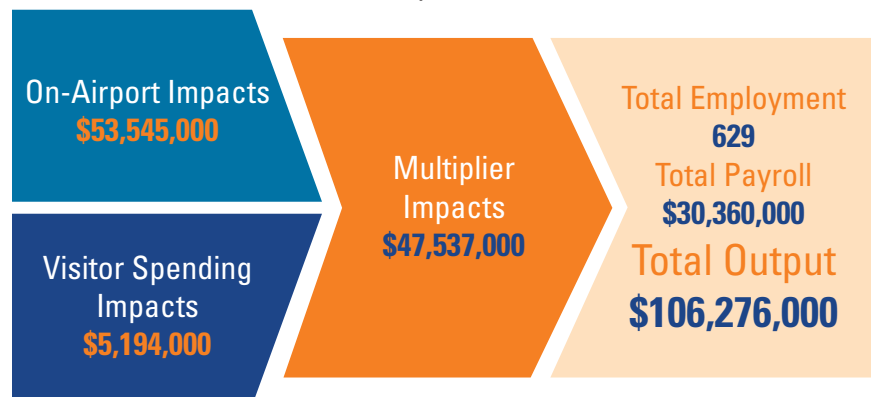 On-Airport Impacts
$53,545,000
Visitor Spending
Impacts
$5,194,000
Multiplier
Impacts
$47,537,000
Total Employment
629
Total Payroll
$30,360,000
Total Output
$106,276,000